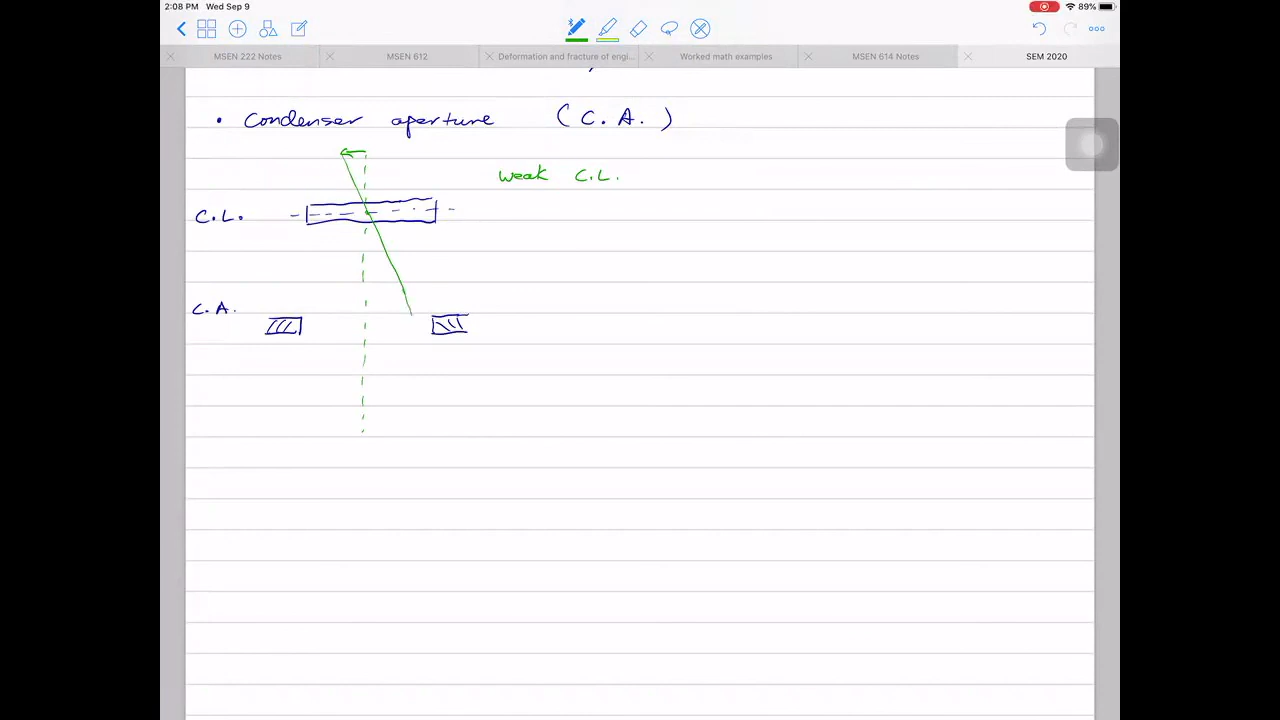 2:08 PM Wed Sep 9
89%
MSEN 222 Notes
MSEN 612
Deformation and fracture of engi...
Worked math examples
MSEN 614 Notes
SEM 2020
• Condenser aperture (C.A.)
weak C.L.
C.L.
C.A.